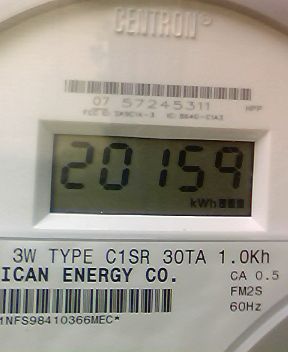 CENTRON®
07 57245311
HPP
20159
kWh
3W TYPE C1SR 30TA 1.0Kh
ICAN ENERGY CO.
CA 0.5
FM2S
60Hz
1NFS98410366MEC*